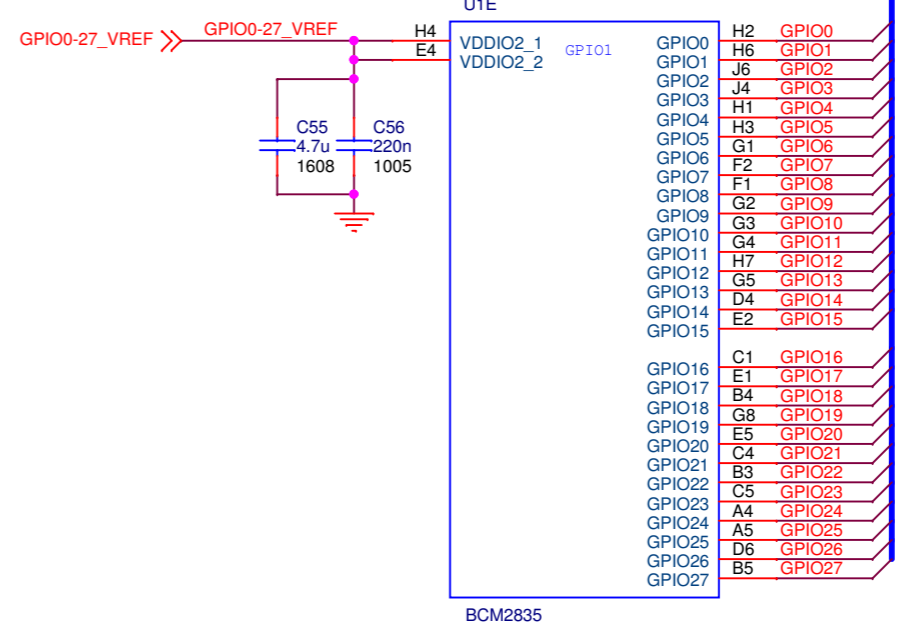 U1E
GPIO0-27_VREF GPIO0-27_VREF H4 VDDIO2_1 GPIO1 GPIO0 H2 GPIO0
E4 VDDIO2_2 GPIO1 H6 GPIO1
GPIO2 J6 GPIO2
GPIO3 J4 GPIO3
GPIO4 H1 GPIO4
C55 C56 GPIO5 H3 GPIO5
4.7u 220n GPIO6 G1 GPIO6
1608 1005 GPIO7 F2 GPIO7
GPIO8 F1 GPIO8
GPIO9 G2 GPIO9
GPIO10 G3 GPIO10
GPIO11 G4 GPIO11
GPIO12 H7 GPIO12
GPIO13 G5 GPIO13
GPIO14 D4 GPIO14
GPIO15 E2 GPIO15
GPIO16 C1 GPIO16
GPIO17 E1 GPIO17
GPIO18 B4 GPIO18
GPIO19 G8 GPIO19
GPIO20 E5 GPIO20
GPIO21 C4 GPIO21
GPIO22 B3 GPIO22
GPIO23 C5 GPIO23
GPIO24 A4 GPIO24
GPIO25 A5 GPIO25
GPIO26 D6 GPIO26
GPIO27 B5 GPIO27
BCM2835